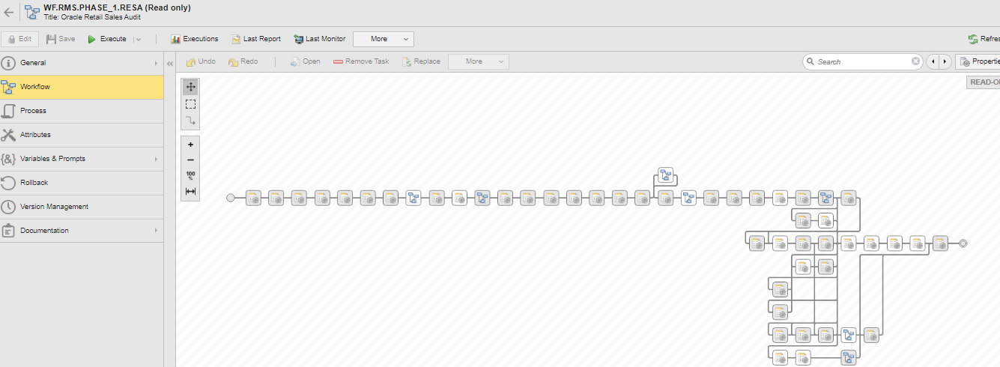 WF.RMS.PHASE_1.RESA (Read only)
Title: Oracle Retail Sales Audit
Edit Save Execute Executions Last Report Last Monitor More Refres
General
Undo Redo Open Remove Task Replace More Search Propertie
Workflow
READ-O
Process
Attributes
Variables & Prompts
Rollback
Version Management
Documentation
+
−
100
%